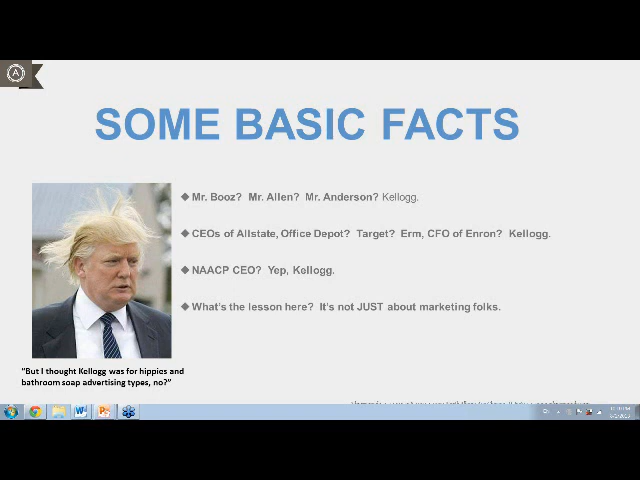 A
SOME BASIC FACTS
Mr. Booz? Mr. Allen? Mr. Anderson? Kellogg.
CEOs of Allstate, Office Depot? Target? Erm, CFO of Enron? Kellogg.
NAACP CEO? Yep, Kellogg.
What's the lesson here? It's not JUST about marketing folks.
"But I thought Kellogg was for hippies and
bathroom soap advertising types, no?"
EN